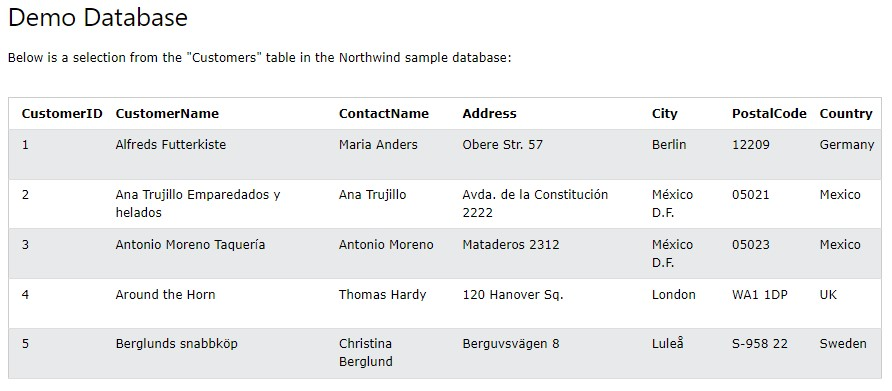 Demo Database
Below is a selection from the "Customers" table in the Northwind sample database:
CustomerID CustomerName ContactName Address City PostalCode Country
1 Alfreds Futterkiste Maria Anders Obere Str. 57 Berlin 12209 Germany
2 Ana Trujillo Emparedados y Ana Trujillo Avda. de la Constitución México 05021 Mexico
helados 2222 D.F.
3 Antonio Moreno Taquería Antonio Moreno Mataderos 2312 México 05023 Mexico
D.F.
4 Around the Horn Thomas Hardy 120 Hanover Sq. London WA1 1DP UK
5 Berglunds snabbköp Christina Berguvsvägen 8 Luleå S-958 22 Sweden
Berglund